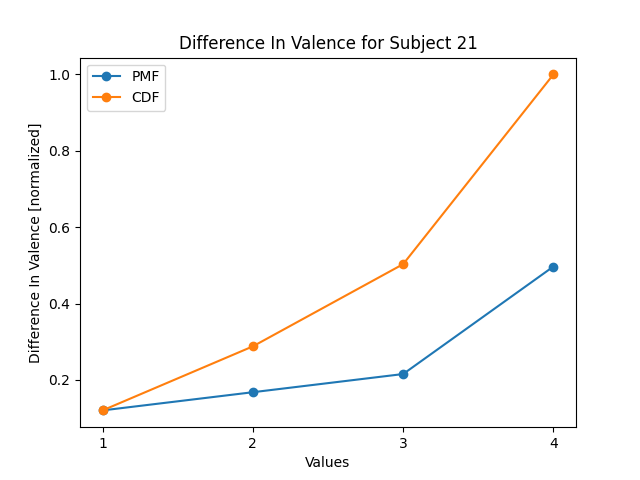 Difference In Valence for Subject 21
PMF
CDF
Difference In Valence [normalized]
1.0
0.8
0.6
0.4
0.2
1 2 3 4
Values